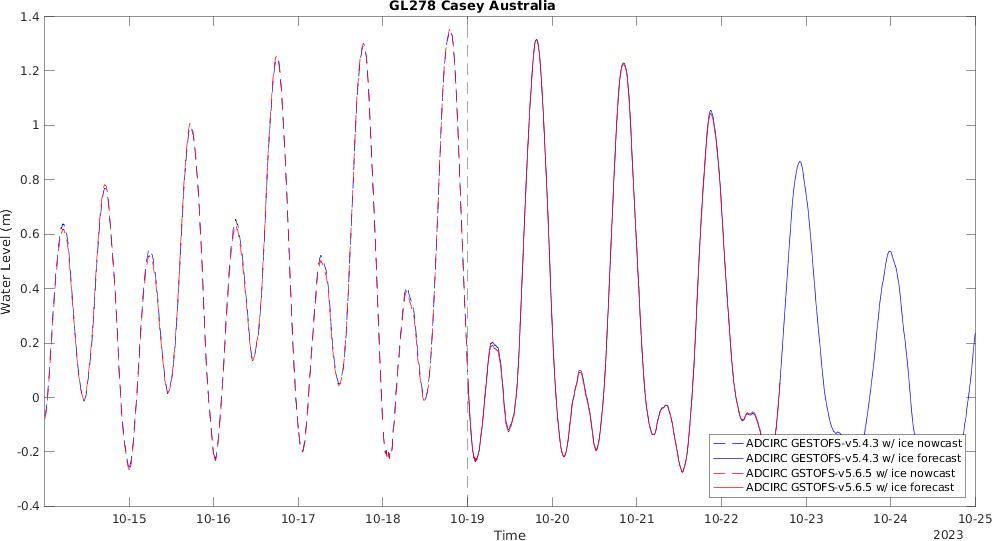 GL278 Casey Australia
Water Level (m)
1.4
1.2
1
0.8
0.6
0.4
0.2
0
-0.2
-0.4
ADCIRC GESTOFS-v5.4.3 w/ ice nowcast
ADCIRC GESTOFS-v5.4.3 w/ ice forecast
ADCIRC GSTOFS-v5.6.5 w/ ice nowcast
ADCIRC GSTOFS-v5.6.5 w/ ice forecast
10-15 10-16 10-17 10-18 10-19 10-20 10-21 10-22 10-23 10-24 10-25
Time
2023